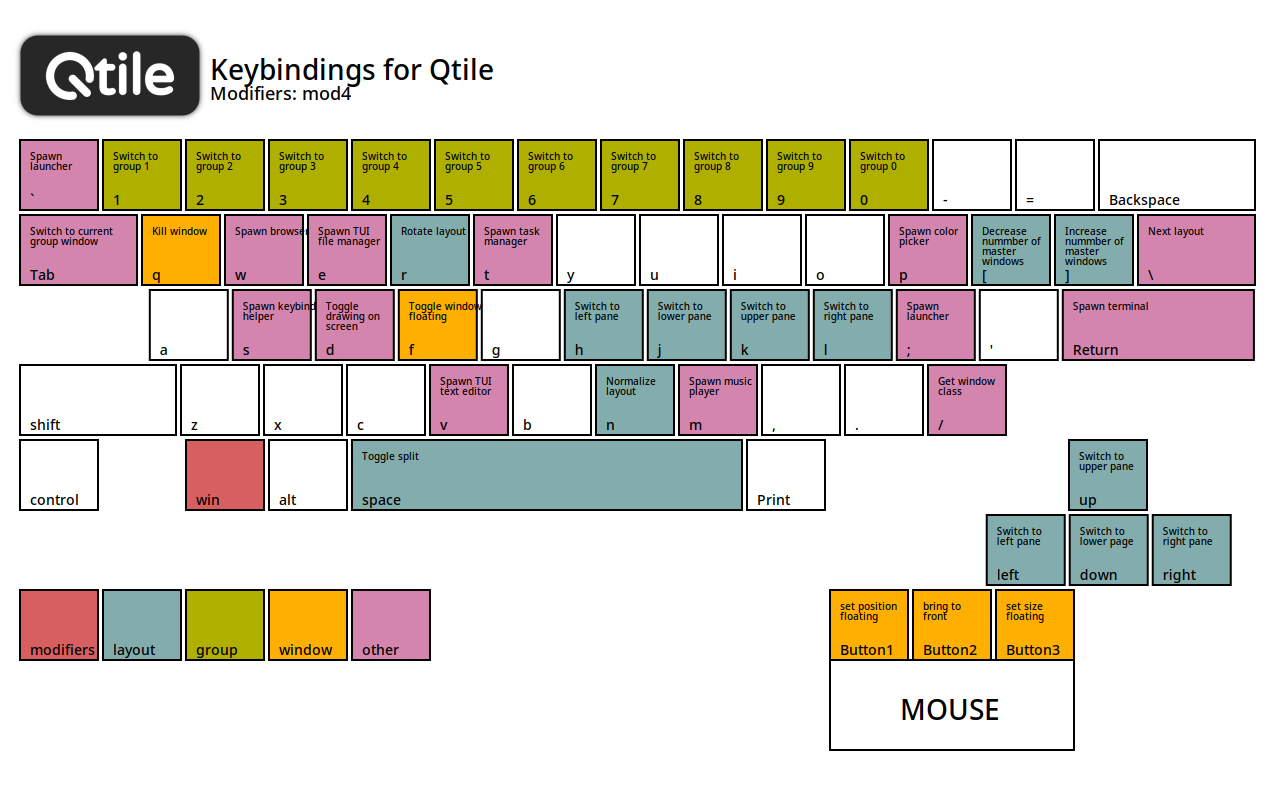 Qtile
Keybindings for Qtile
Modifiers: mod4
Spawn
launcher
`
Switch to
group 1
1
Switch to
group 2
2
Switch to
group 3
3
Switch to
group 4
4
Switch to
group 5
5
Switch to
group 6
6
Switch to
group 7
7
Switch to
group 8
8
Switch to
group 9
9
Switch to
group 0
0
-
=
Backspace
Switch to current
group window
Tab
Kill window
q
Spawn browser
w
Spawn TUI
file manager
e
Rotate layout
r
Spawn task
manager
t
y
u
i
o
Spawn color
picker
p
Decrease
nummber of
master
windows
[
Increase
nummber of
master
windows
]
Next layout
\
a
Spawn keybind
helper
s
Toggle
drawing on
screen
d
Toggle window
floating
f
g
Switch to
left pane
h
Switch to
lower pane
j
Switch to
upper pane
k
Switch to
right pane
l
Spawn
launcher
;
'
Spawn terminal
Return
shift
z
x
c
Spawn TUI
text editor
v
b
Normalize
layout
n
Spawn music
player
m
,
.
Get window
class
/
control
win
alt
Toggle split
space
Print
Switch to
upper pane
up
Switch to
left pane
left
Switch to
lower page
down
Switch to
right pane
right
modifiers
layout
group
window
other
set position
floating
Button1
bring to
front
Button2
set size
floating
Button3
MOUSE